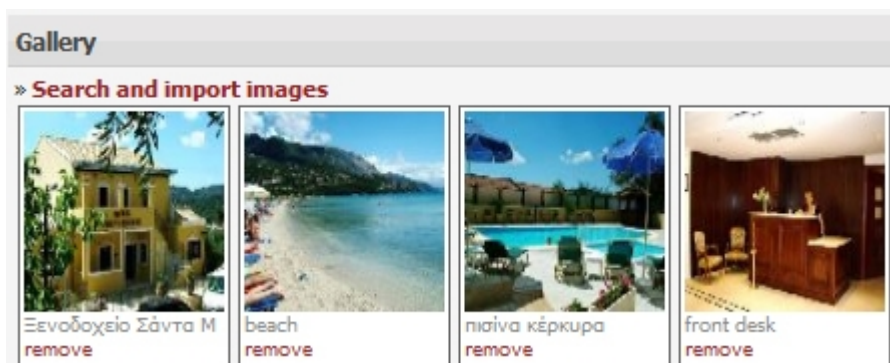 Gallery
» Search and import images
Ξενοδοχείο Σάντα Μ
beach
πισίνα κέρκυρα
front desk
remove
remove
remove
remove